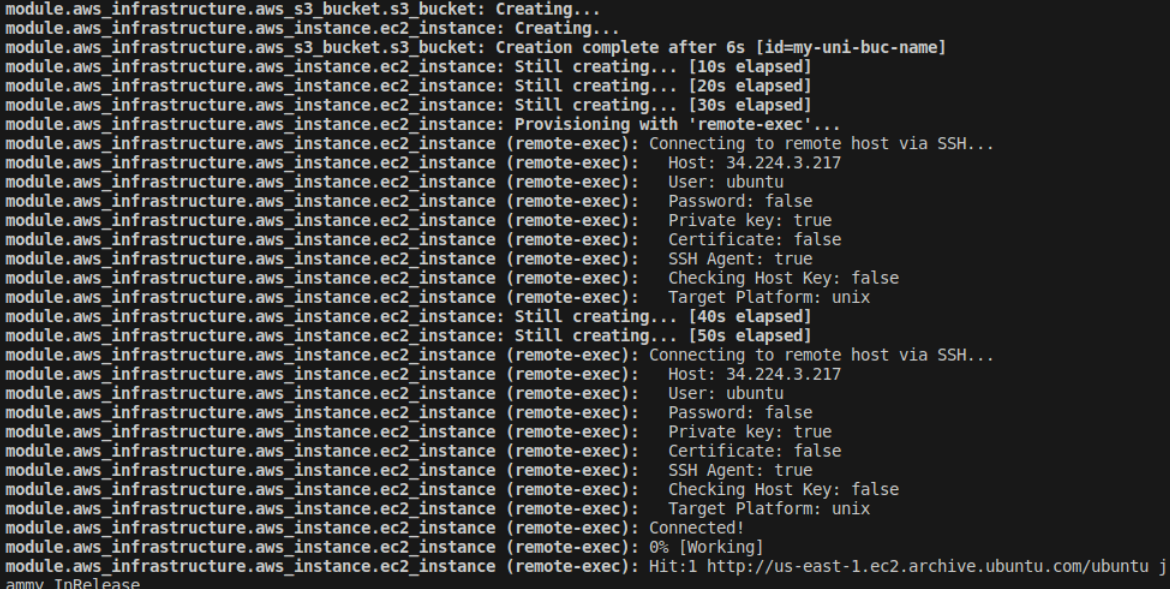 module.aws_infrastructure.aws_s3_bucket.s3_bucket: Creating...
module.aws_infrastructure.aws_instance.ec2_instance: Creating...
module.aws_infrastructure.aws_s3_bucket.s3_bucket: Creation complete after 6s [id=my-uni-buc-name]
module.aws_infrastructure.aws_instance.ec2_instance: Still creating... [10s elapsed]
module.aws_infrastructure.aws_instance.ec2_instance: Still creating... [20s elapsed]
module.aws_infrastructure.aws_instance.ec2_instance: Still creating... [30s elapsed]
module.aws_infrastructure.aws_instance.ec2_instance: Provisioning with 'remote-exec'...
module.aws_infrastructure.aws_instance.ec2_instance (remote-exec): Connecting to remote host via SSH...
module.aws_infrastructure.aws_instance.ec2_instance (remote-exec):   Host: 34.224.3.217
module.aws_infrastructure.aws_instance.ec2_instance (remote-exec):   User: ubuntu
module.aws_infrastructure.aws_instance.ec2_instance (remote-exec):   Password: false
module.aws_infrastructure.aws_instance.ec2_instance (remote-exec):   Private key: true
module.aws_infrastructure.aws_instance.ec2_instance (remote-exec):   Certificate: false
module.aws_infrastructure.aws_instance.ec2_instance (remote-exec):   SSH Agent: true
module.aws_infrastructure.aws_instance.ec2_instance (remote-exec):   Checking Host Key: false
module.aws_infrastructure.aws_instance.ec2_instance (remote-exec):   Target Platform: unix
module.aws_infrastructure.aws_instance.ec2_instance: Still creating... [40s elapsed]
module.aws_infrastructure.aws_instance.ec2_instance: Still creating... [50s elapsed]
module.aws_infrastructure.aws_instance.ec2_instance (remote-exec): Connecting to remote host via SSH...
module.aws_infrastructure.aws_instance.ec2_instance (remote-exec):   Host: 34.224.3.217
module.aws_infrastructure.aws_instance.ec2_instance (remote-exec):   User: ubuntu
module.aws_infrastructure.aws_instance.ec2_instance (remote-exec):   Password: false
module.aws_infrastructure.aws_instance.ec2_instance (remote-exec):   Private key: true
module.aws_infrastructure.aws_instance.ec2_instance (remote-exec):   Certificate: false
module.aws_infrastructure.aws_instance.ec2_instance (remote-exec):   SSH Agent: true
module.aws_infrastructure.aws_instance.ec2_instance (remote-exec):   Checking Host Key: false
module.aws_infrastructure.aws_instance.ec2_instance (remote-exec):   Target Platform: unix
module.aws_infrastructure.aws_instance.ec2_instance (remote-exec): Connected!
module.aws_infrastructure.aws_instance.ec2_instance (remote-exec): 0% [Working]
module.aws_infrastructure.aws_instance.ec2_instance (remote-exec): Hit:1 http://us-east-1.ec2.archive.ubuntu.com/ubuntu j
ammy InRelease